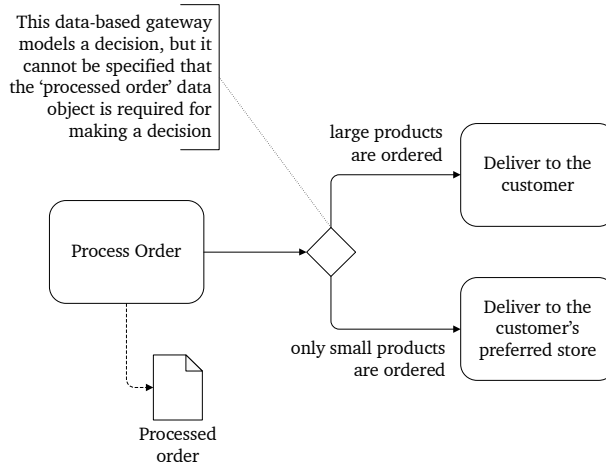 This data-based gateway
models a decision, but it
cannot be specified that
the ‘processed order’ data
object is required for
making a decision
large products
are ordered
Deliver to the
customer
Process Order
only small products
are ordered
Deliver to the
customer’s
preferred store
Processed
order